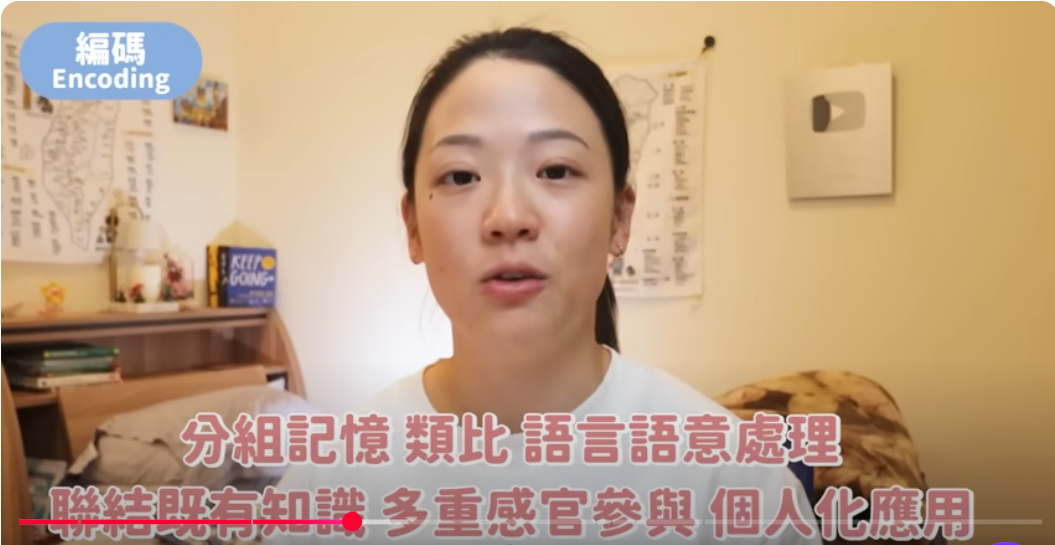 編碼
Encoding
KEEP
GOING
分組記憶 類比 語言語意處理
聯結既有知識 多重感官參與 個人化應用